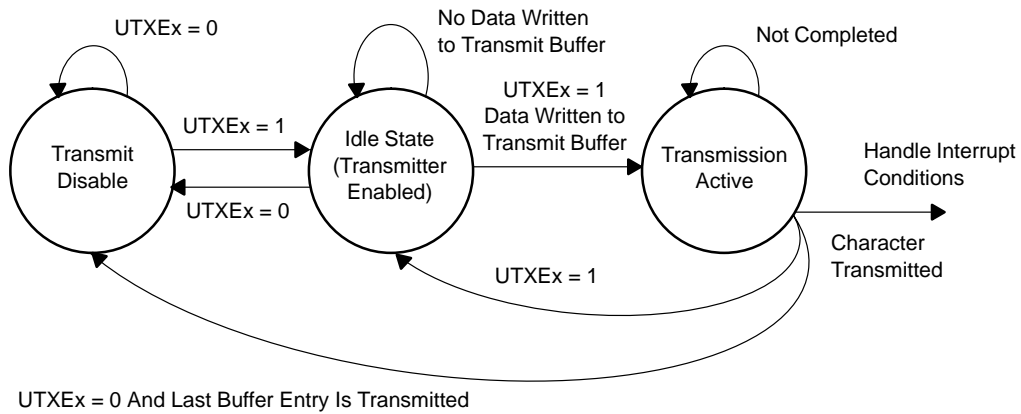 UTXEx = 0
No Data Written
to Transmit Buffer
Not Completed
UTXEx = 1
Data Written to
Transmit Buffer
UTXEx = 1
Transmit
Disable
Idle State
(Transmitter
Enabled)
Transmission
Active
Handle Interrupt
Conditions
UTXEx = 0
Character
Transmitted
UTXEx = 1
UTXEx = 0 And Last Buffer Entry Is Transmitted